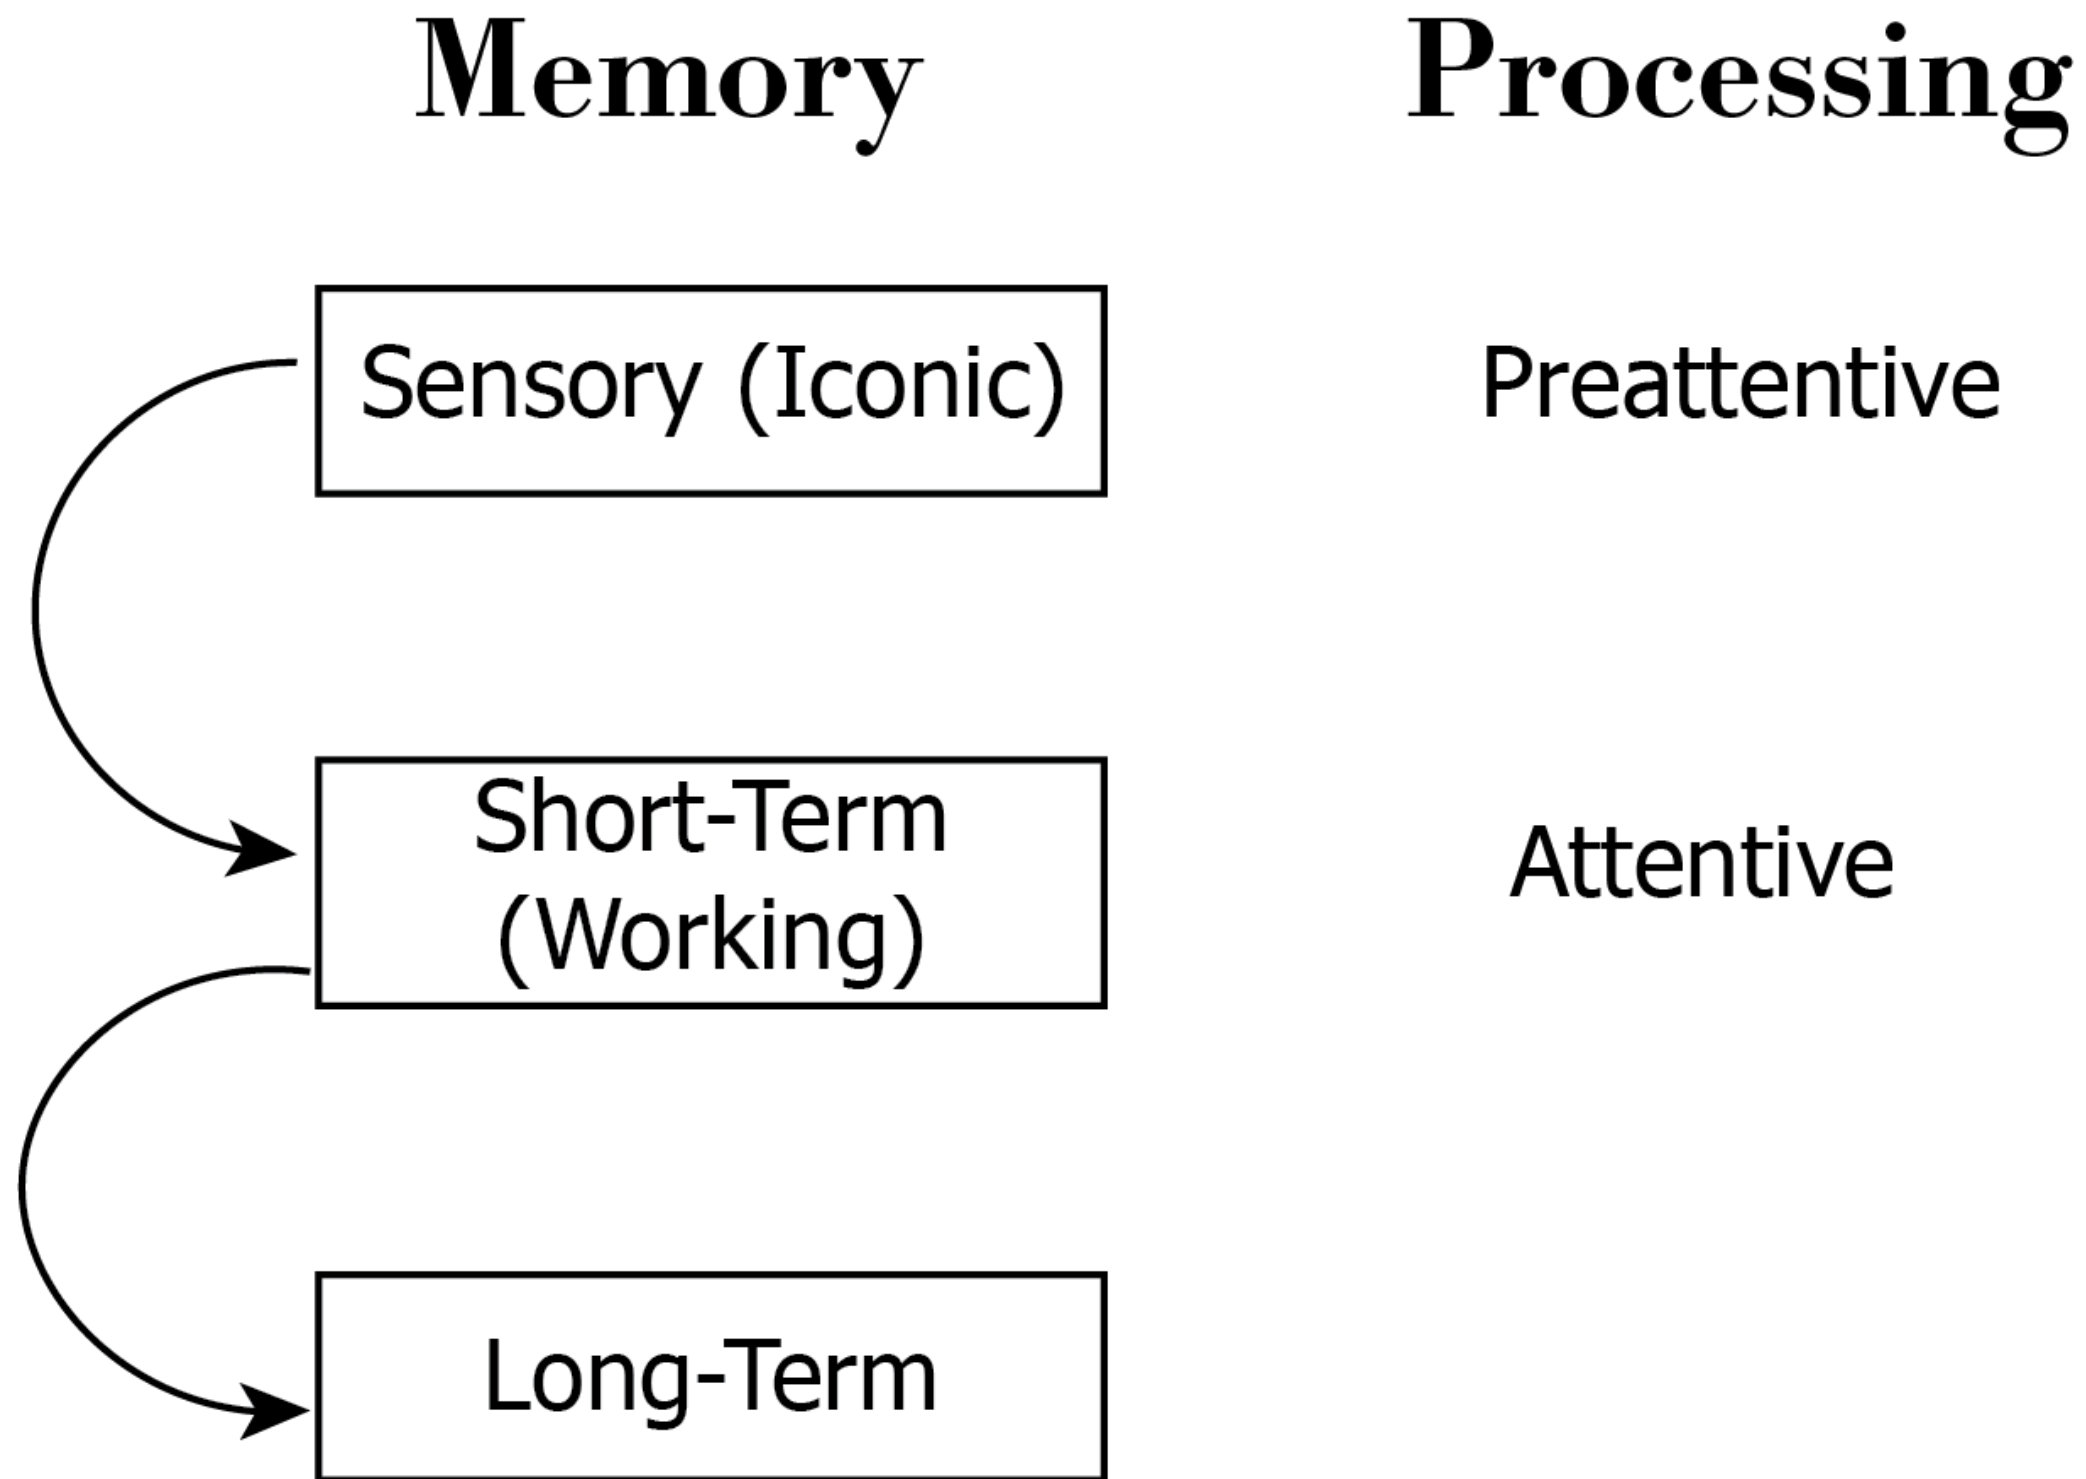 Memory Processing
Sensory (Iconic) Preattentive
Short-Term Attentive
(Working)
Long-Term